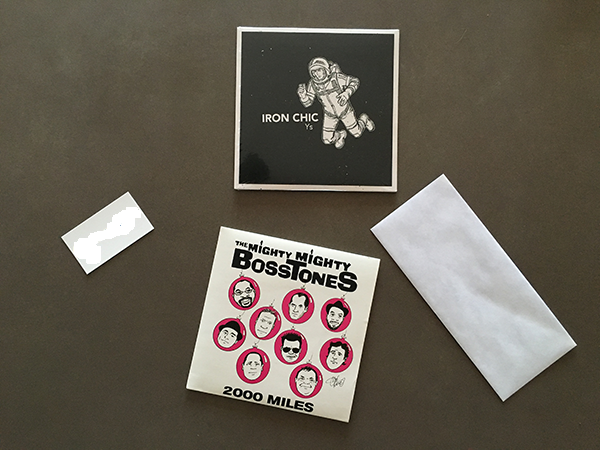 IRON CHIC
Ys
THE MIGHTY MIGHTY
BOSSTONES
2000 MILES